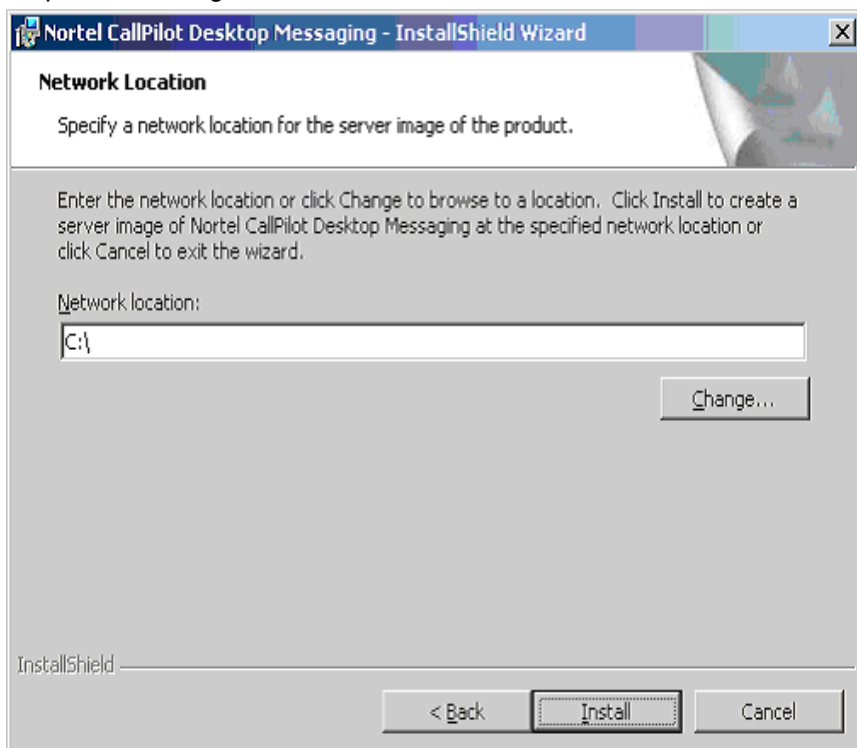 Nortel CallPilot Desktop Messaging - InstallShield Wizard
Network Location
Specify a network location for the server image of the product.
Enter the network location or click Change to browse to a location. Click Install to create a
server image of Nortel CallPilot Desktop Messaging at the specified network location or
click Cancel to exit the wizard.
Network location:
C:\
Change...
InstallShield
< Back Install Cancel